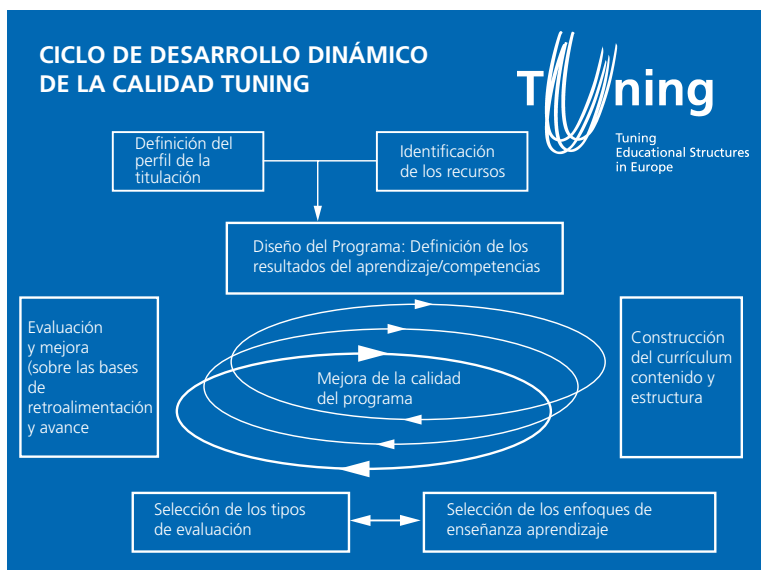 CICLO DE DESARROLLO DINÁMICO
DE LA CALIDAD TUNING
Tuning
Tuning
Educational Structures
in Europe
Definición del
perfil de la
titulación
Identificación
de los recursos
Diseño del Programa: Definición de los
resultados del aprendizaje/competencias
Evaluación
y mejora
(sobre las bases
de
retroalimentación
y avance
Mejora de la calidad
del programa
Construcción
del currículum
contenido y
estructura
Selección de los tipos
de evaluación
Selección de los enfoques de
enseñanza aprendizaje